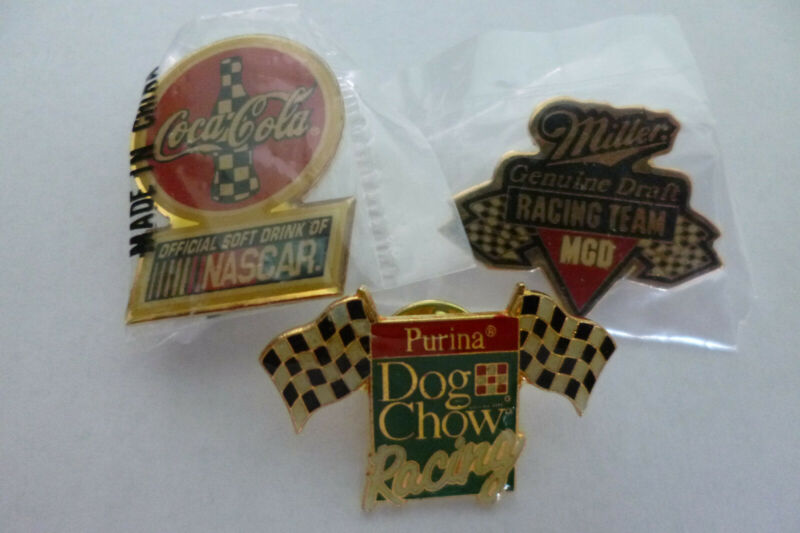 MADE IN CHINA
Coca-Cola®
OFFICIAL SOFT DRINK OF
NASCAR®
Miller
Genuine Draft
RACING TEAM
MGD
Purina®
Dog
Chow
Racing